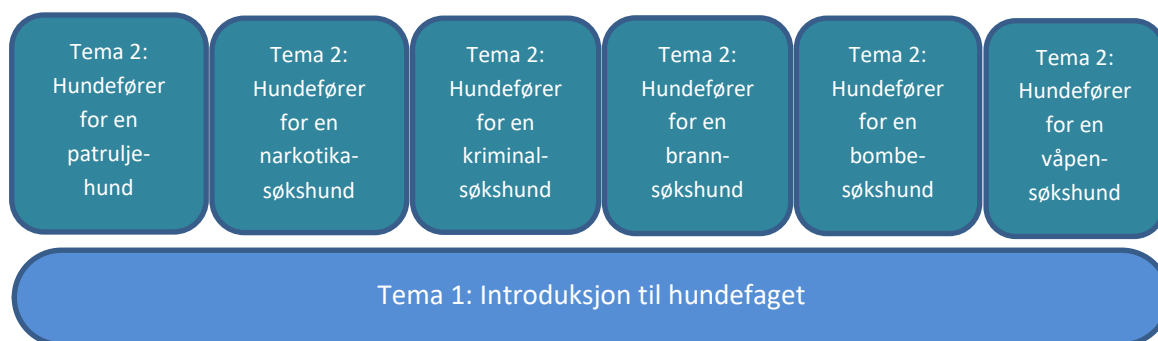 Tema 2:
Hundefører
for en
patrulje-
hund
Tema 2:
Hundefører
for en
narkotika-
søkshund
Tema 2:
Hundefører
for en
kriminal-
søkshund
Tema 2:
Hundefører
for en
brann-
søkshund
Tema 2:
Hundefører
for en
bombe-
søkshund
Tema 2:
Hundefører
for en
våpen-
søkshund
Tema 1: Introduksjon til hundefaget